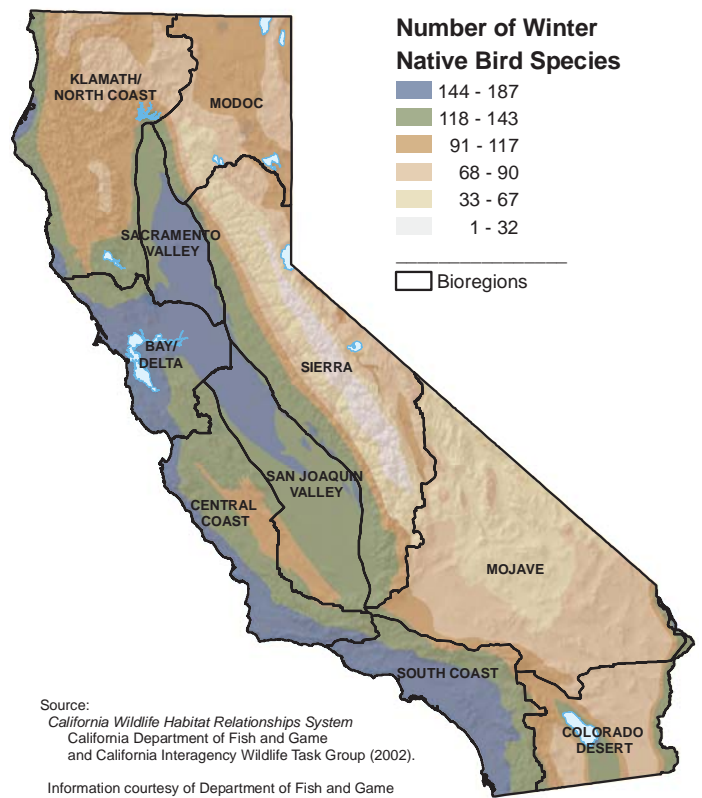 Number of Winter
Native Bird Species
144 - 187
118 - 143
91 - 117
68 - 90
33 - 67
1 - 32
Bioregions
KLAMATH/
NORTH COAST
MODOC
SACRAMENTO
VALLEY
BAY/
DELTA
SIERRA
SAN JOAQUIN
VALLEY
CENTRAL
COAST
MOJAVE
SOUTH COAST
COLORADO
DESERT
Source:
California Wildlife Habitat Relationships System
California Department of Fish and Game
and California Interagency Wildlife Task Group (2002).
Information courtesy of Department of Fish and Game